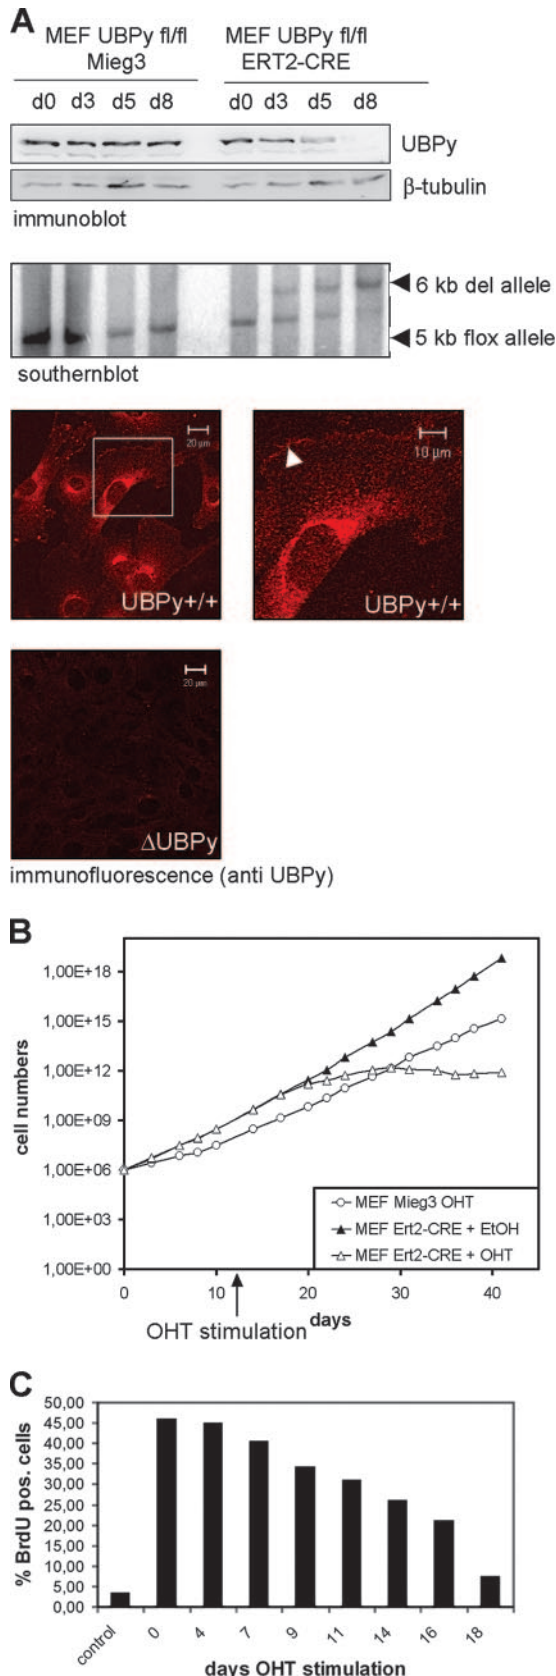 A
MEF UBPy fl/fl
Mieg3
MEF UBPy fl/fl
ERT2-CRE
d0 d3 d5 d8
d0 d3 d5 d8
UBPy
β-tubulin
immunoblot
6 kb del allele
5 kb flox allele
southernblot
20 µm
UBPy+/+
10 µm
UBPy+/+
20 µm
ΔUBPy
immunofluorescence (anti UBPy)
B
cell numbers
1,00E+18
1,00E+15
1,00E+12
1,00E+09
1,00E+06
1,00E+03
1,00E+00
MEF Mieg3 OHT
MEF Ert2-CRE + EtOH
MEF Ert2-CRE + OHT
0 10 20 30 40
days
OHT stimulation
C
% BrdU pos. cells
50,00
45,00
40,00
35,00
30,00
25,00
20,00
15,00
10,00
5,00
0,00
control 0 4 7 9 11 14 16 18
days OHT stimulation